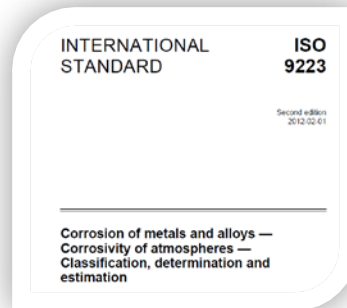 INTERNATIONAL STANDARD
ISO 9223
Second edition
2012-02-01
Corrosion of metals and alloys —
Corrosivity of atmospheres —
Classification, determination and
estimation